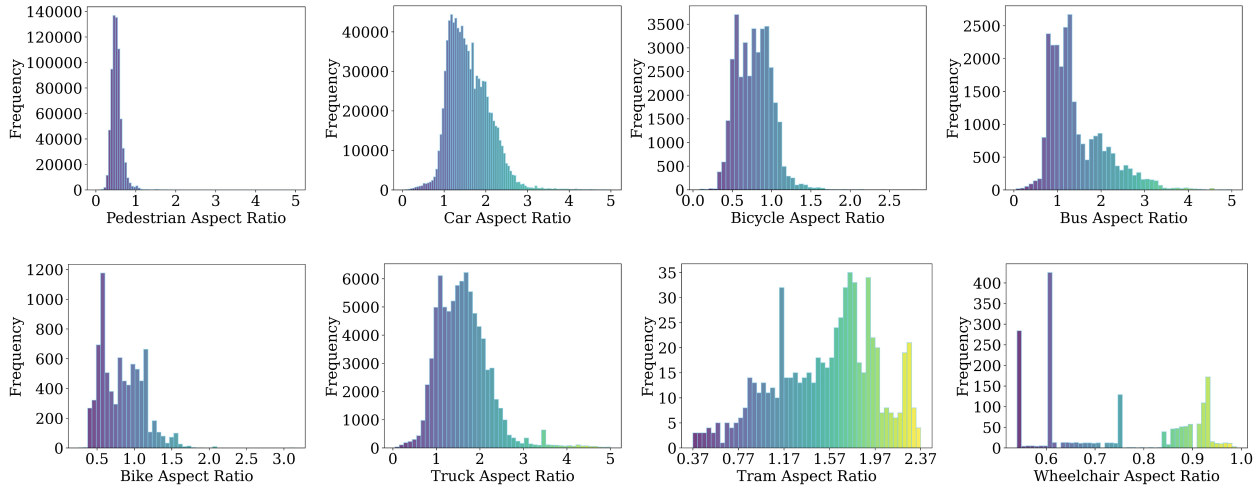 140000
120000
100000
80000
60000
40000
20000
0
Frequency
0 1 2 3 4 5
Pedestrian Aspect Ratio
40000
30000
20000
10000
0
Frequency
0 1 2 3 4 5
Car Aspect Ratio
3500
3000
2500
2000
1500
1000
500
0
Frequency
0.0 0.5 1.0 1.5 2.0 2.5
Bicycle Aspect Ratio
2500
2000
1500
1000
500
0
Frequency
0 1 2 3 4 5
Bus Aspect Ratio
1200
1000
800
600
400
200
0
Frequency
0.5 1.0 1.5 2.0 2.5 3.0
Bike Aspect Ratio
6000
5000
4000
3000
2000
1000
0
Frequency
0 1 2 3 4 5
Truck Aspect Ratio
35
30
25
20
15
10
5
0
Frequency
0.37 0.77 1.17 1.57 1.97 2.37
Tram Aspect Ratio
400
350
300
250
200
150
100
50
0
Frequency
0.6 0.7 0.8 0.9 1.0
Wheelchair Aspect Ratio